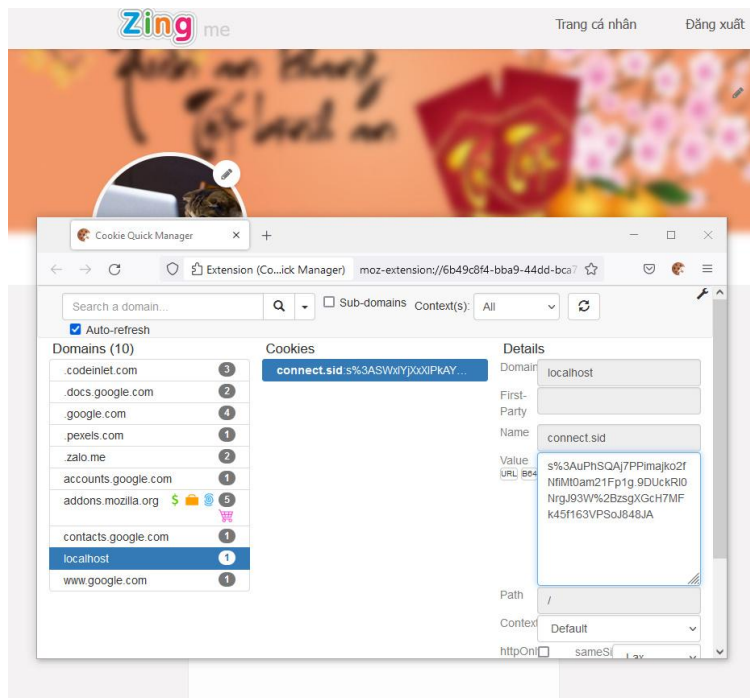 Zing me
Trang cá nhân
Đăng xuất
Cookie Quick Manager
Extension (Co...ick Manager)
moz-extension://6b49c8f4-bba9-44dd-bca7
Search a domain...
Sub-domains
Context(s):
All
Auto-refresh
Domains (10)
Cookies
Details
.codeinlet.com 3
.docs.google.com 2
.google.com 4
.pexels.com 1
.zalo.me 2
accounts.google.com 1
addons.mozilla.org $ 5
contacts.google.com 1
localhost 1
www.google.com 1
connect.sid:s%3ASWxlYjXxXlPkAY...
Domain
localhost
First-
Party
Name
connect.sid
Value
URL B64
s%3AuPhSQAj7PPimajko2f
NfiMt0am21Fp1g.9DUckRl0
NrgJ93W%2BzsgXGcH7MF
k45f163VPSoJ848JA
Path
/
Context
Default
httpOnl
sameSi
Lax